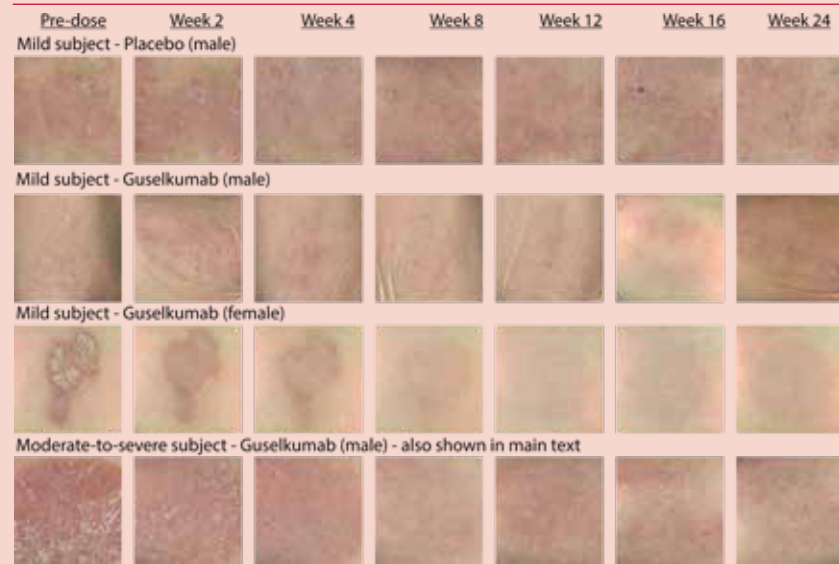 Pre-dose Week 2 Week 4 Week 8 Week 12 Week 16 Week 24
Mild subject - Placebo (male)
Mild subject - Guselkumab (male)
Mild subject - Guselkumab (female)
Moderate-to-severe subject - Guselkumab (male) - also shown in main text